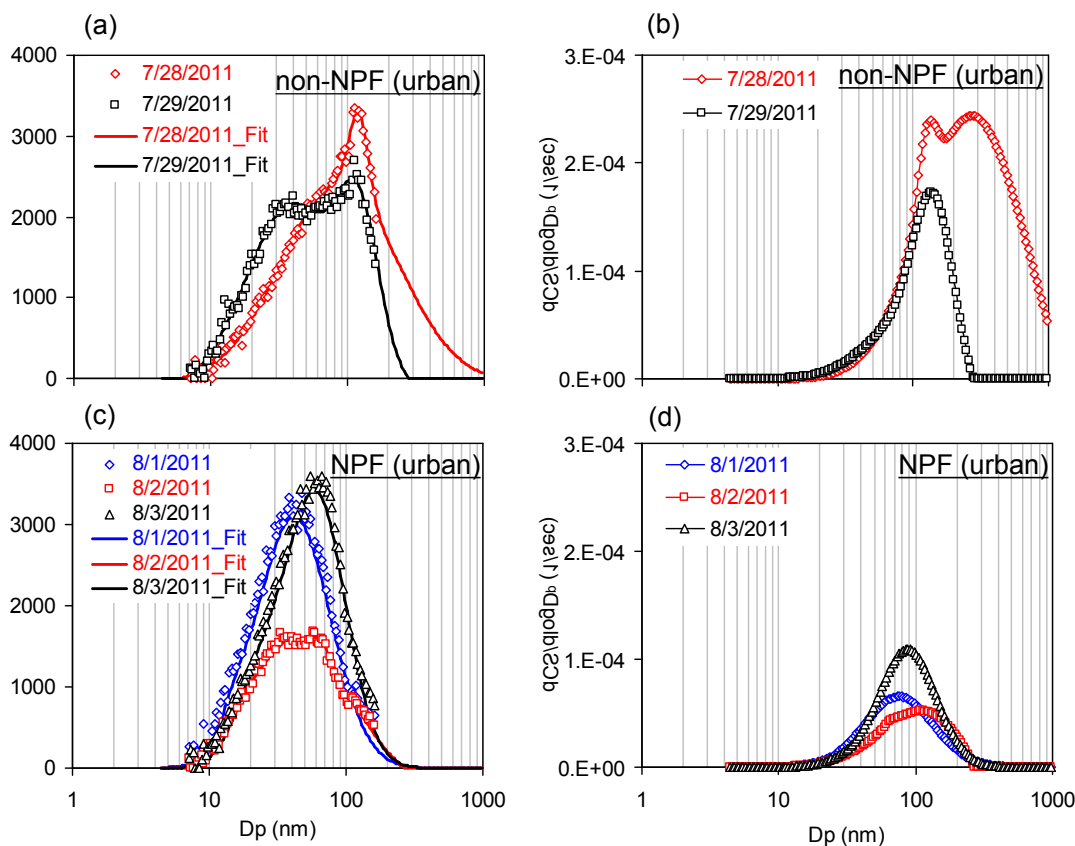 (a)
4000
3000
2000
1000
0
7/28/2011
7/29/2011
7/28/2011_Fit
7/29/2011_Fit
non-NPF (urban)
(b)
3.E-04
2.E-04
1.E-04
0.E+00
dCS/dlogDp (1/sec)
7/28/2011
7/29/2011
non-NPF (urban)
(c)
4000
3000
2000
1000
0
8/1/2011
8/2/2011
8/3/2011
8/1/2011_Fit
8/2/2011_Fit
8/3/2011_Fit
NPF (urban)
1 10 100 1000
Dp (nm)
(d)
3.E-04
2.E-04
1.E-04
0.E+00
dCS/dlogDp (1/sec)
8/1/2011
8/2/2011
8/3/2011
NPF (urban)
1 10 100 1000
Dp (nm)